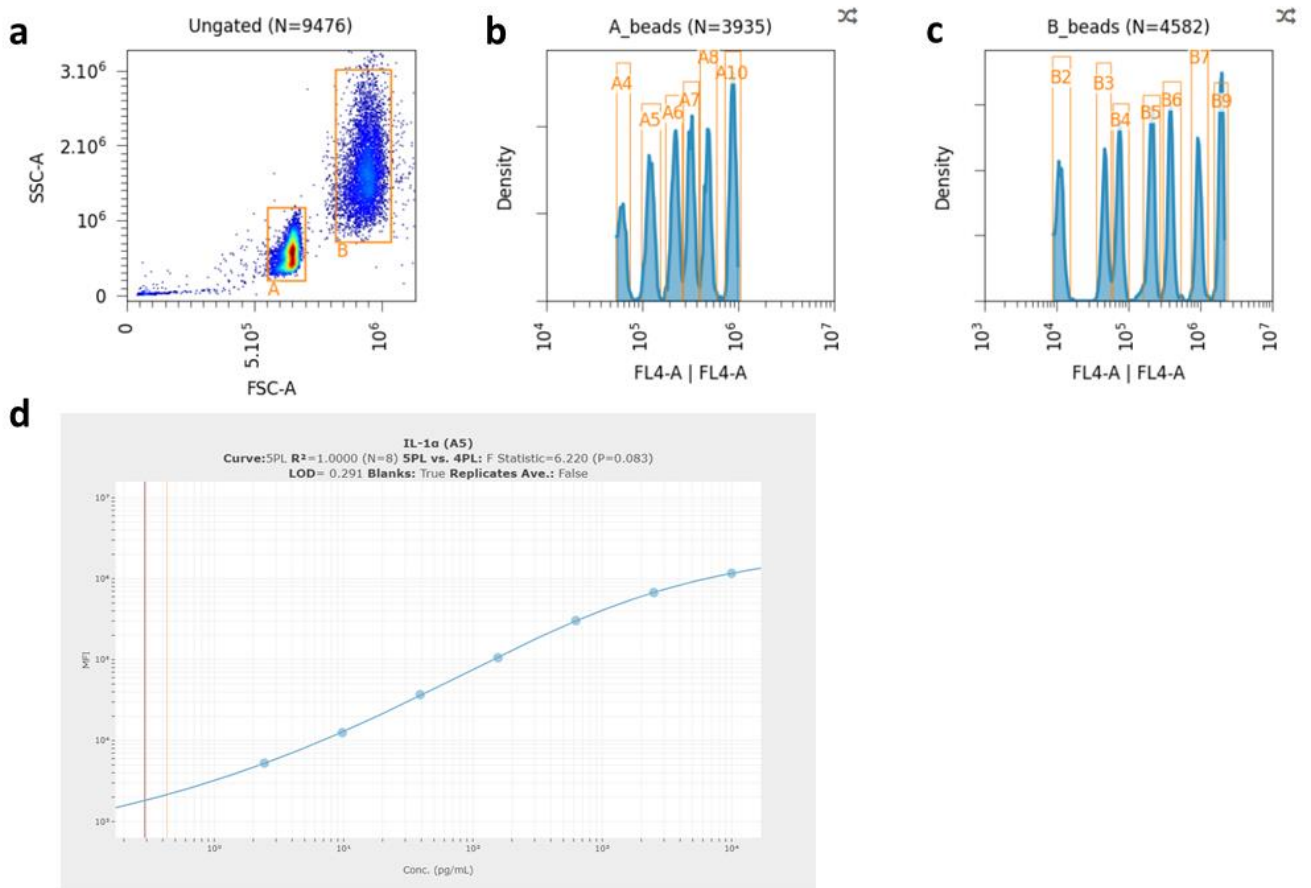 a
Ungated (N=9476)
3.10⁶
2.10⁶
10⁶
0
SSC-A
A
B
0
5.10⁵
10⁶
FSC-A
b
A_beads (N=3935)
A4
A5
A6
A7
A8
A10
Density
10⁴
10⁵
10⁶
10⁷
FL4-A | FL4-A
c
B_beads (N=4582)
B2
B3
B4
B5
B6
B7
B9
Density
10³
10⁴
10⁵
10⁶
10⁷
FL4-A | FL4-A
d
IL-1α (A5)
Curve:5PL R²=1.0000 (N=8) 5PL vs. 4PL: F Statistic=6.220 (P=0.083)
LOD= 0.291 Blanks: True Replicates Ave.: False
MFI
Conc. (pg/mL)